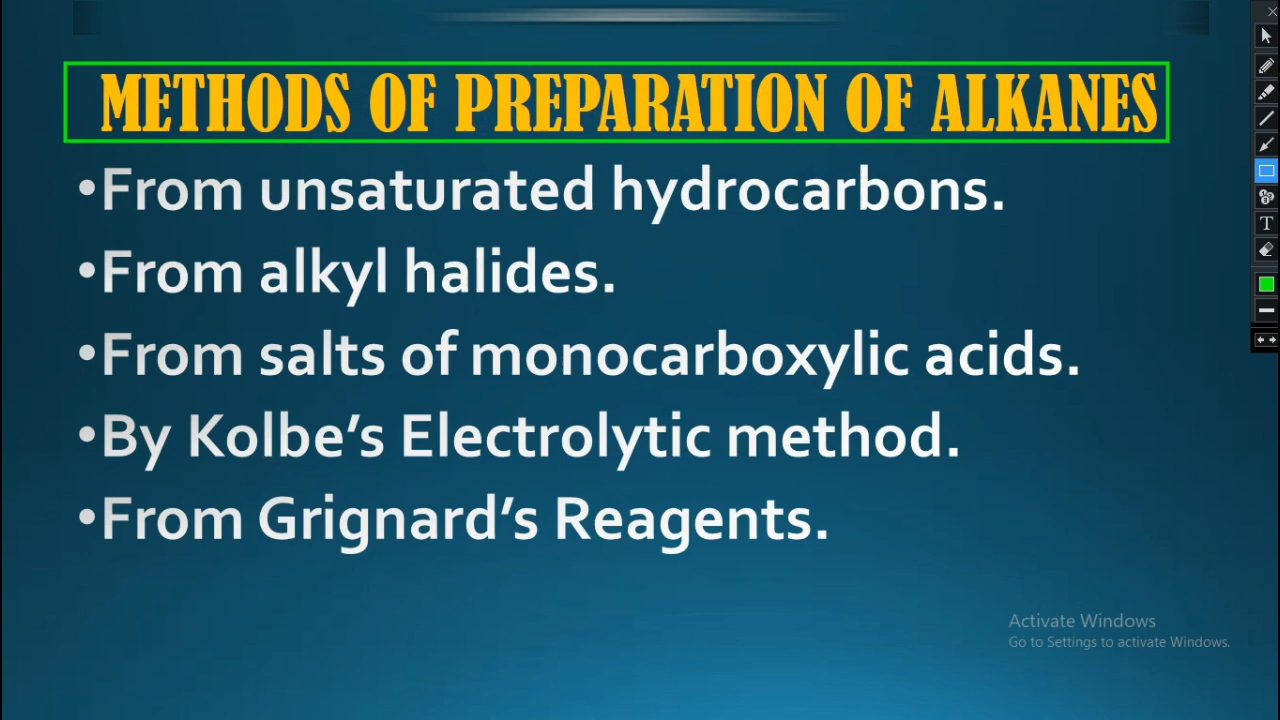 METHODS OF PREPARATION OF ALKANES
•From unsaturated hydrocarbons.
•From alkyl halides.
•From salts of monocarboxylic acids.
•By Kolbe’s Electrolytic method.
•From Grignard’s Reagents.
Activate Windows
Go to Settings to activate Windows.